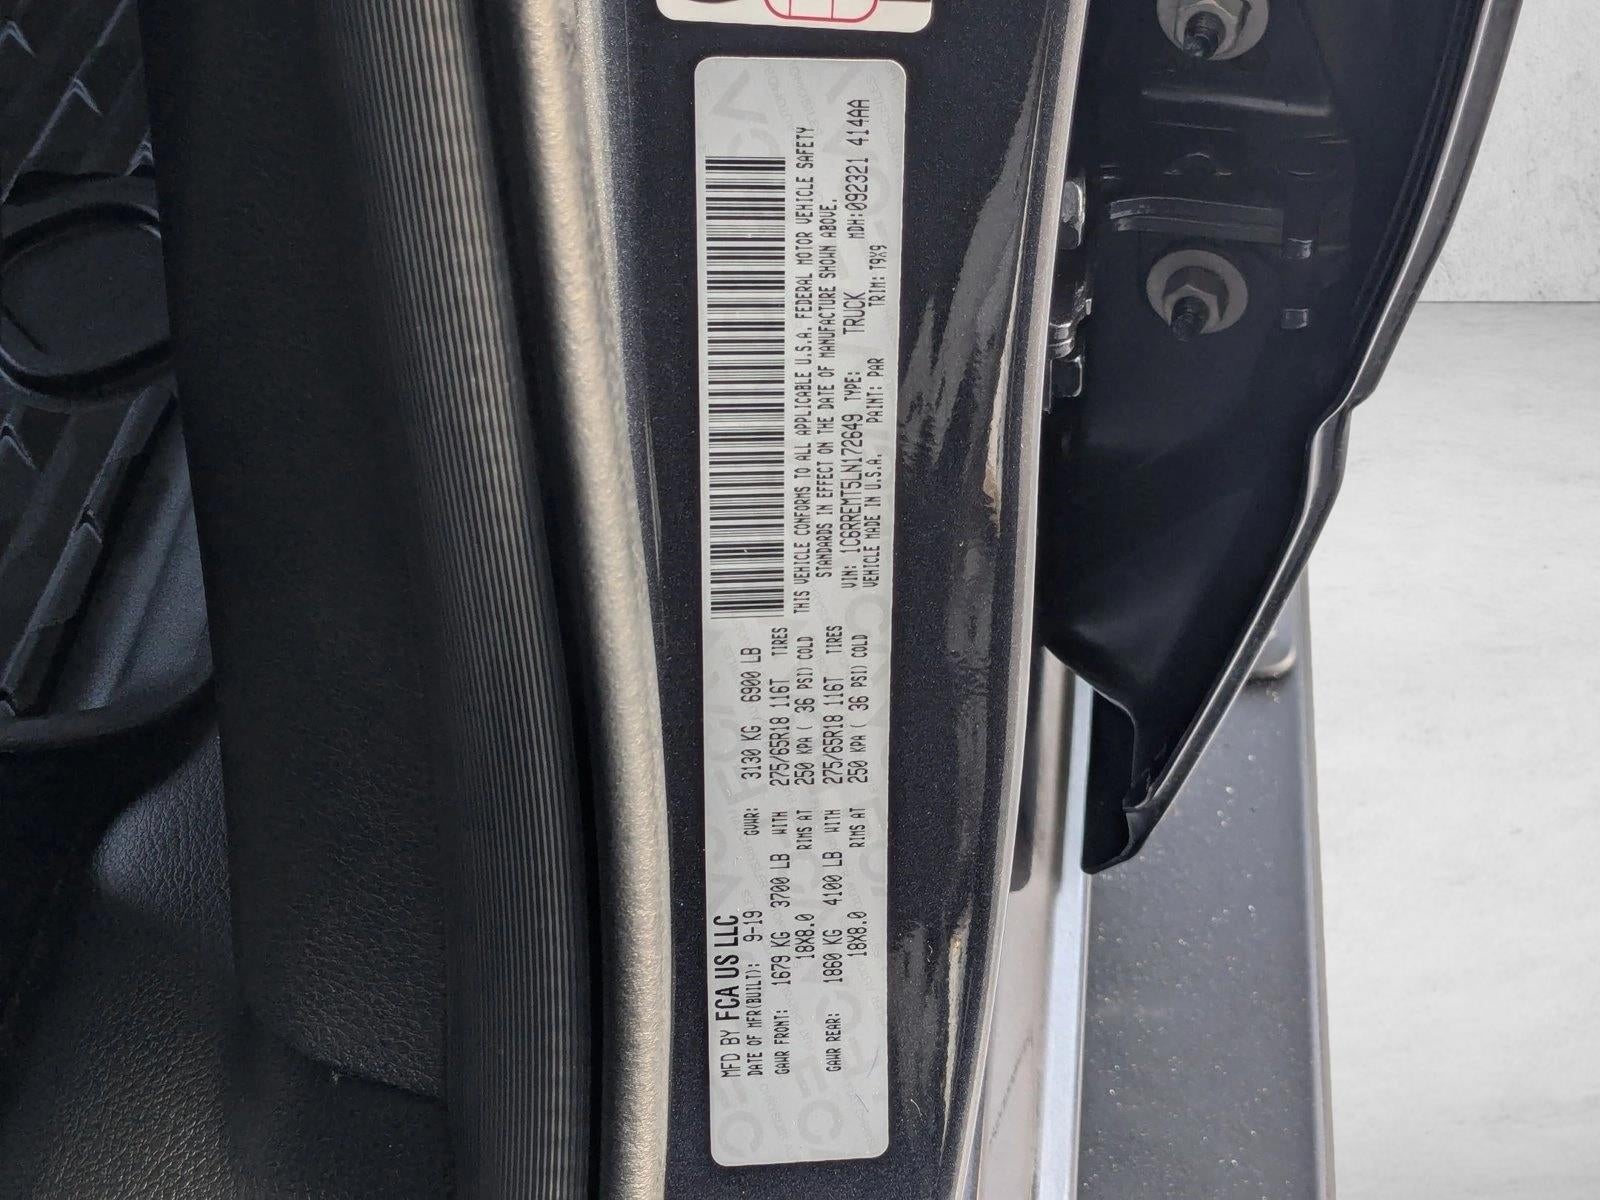 MFD BY FCA US LLC
DATE OF MFR(BUILT): 9-19 GVWR: 3130 KG 6900 LB
GAWR FRONT: 1679 KG 3700 LB WITH 275/65R18 116T TIRES
18X8.0 RIMS AT 250 KPA ( 36 PSI) COLD
GAWR REAR: 1860 KG 4100 LB WITH 275/65R18 116T TIRES
18X8.0 RIMS AT 250 KPA ( 36 PSI) COLD
THIS VEHICLE CONFORMS TO ALL APPLICABLE U.S.A. FEDERAL MOTOR VEHICLE SAFETY
STANDARDS IN EFFECT ON THE DATE OF MANUFACTURE SHOWN ABOVE.
VIN: 1C6RREMT5LN172649 TYPE: TRUCK MDH:092321 414AA
VEHICLE MADE IN U.S.A. PAINT: PAR TRIM: T9X9